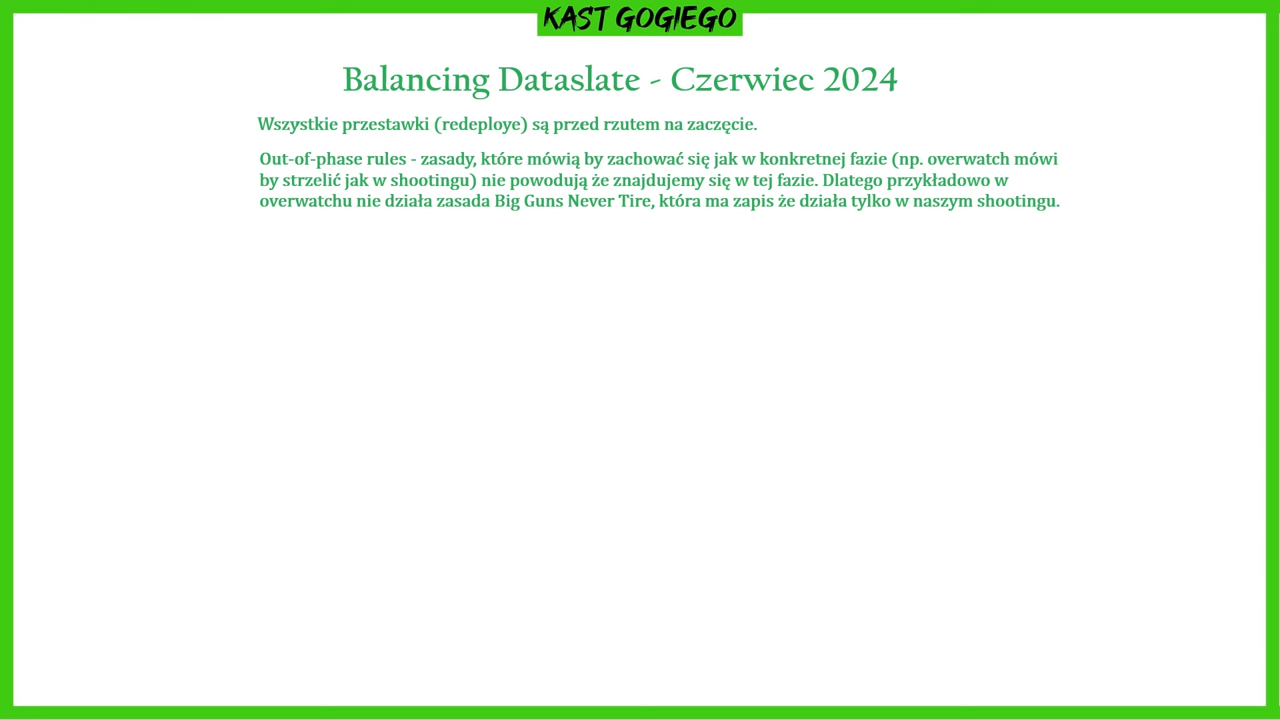 KAST GOGIEGO
Balancing Dataslate - Czerwiec 2024
Wszystkie przestawki (redeploye) są przed rzutem na zaczęcie.
Out-of-phase rules - zasady, które mówią by zachować się jak w konkretnej fazie (np. overwatch mówi
by strzelić jak w shootingu) nie powodują że znajdujemy się w tej fazie. Dlatego przykładowo w
overwatchu nie działa zasada Big Guns Never Tire, która ma zapis że działa tylko w naszym shootingu.